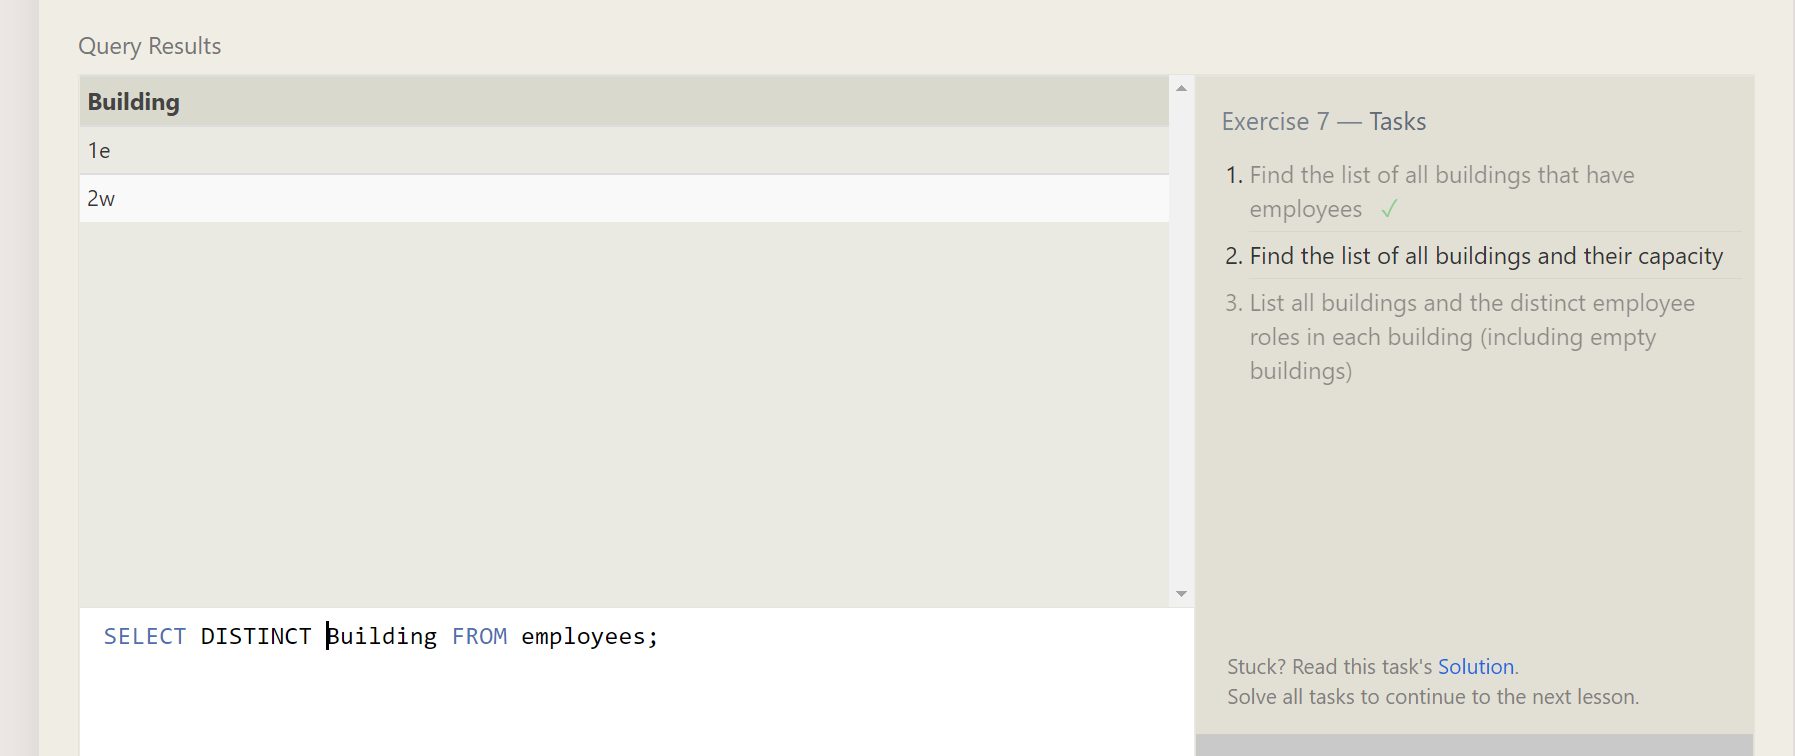 Query Results
Building
1e
2w
SELECT DISTINCT Building FROM employees;
Exercise 7 — Tasks
1. Find the list of all buildings that have
employees ✓
2. Find the list of all buildings and their capacity
3. List all buildings and the distinct employee
roles in each building (including empty
buildings)
Stuck? Read this task's Solution.
Solve all tasks to continue to the next lesson.